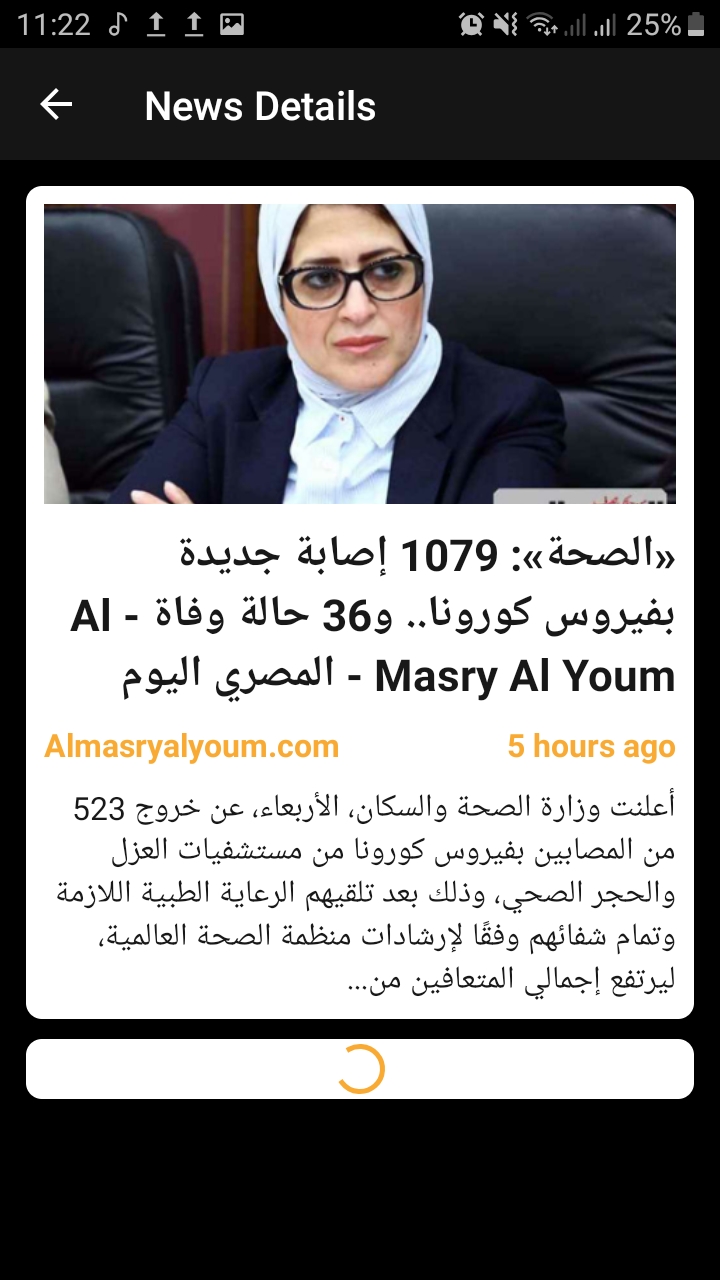 11:22
25%
News Details
«الصحة»: 1079 إصابة جديدة
بفيروس كورونا.. و36 حالة وفاة - Al
Masry Al Youm - المصري اليوم
Almasryalyoum.com
5 hours ago
أعلنت وزارة الصحة والسكان، الأربعاء، عن خروج 523
من المصابين بفيروس كورونا من مستشفيات العزل
والحجر الصحي، وذلك بعد تلقيهم الرعاية الطبية اللازمة
وتمام شفائهم وفقًا لإرشادات منظمة الصحة العالمية،
ليرتفع إجمالي المتعافين من...